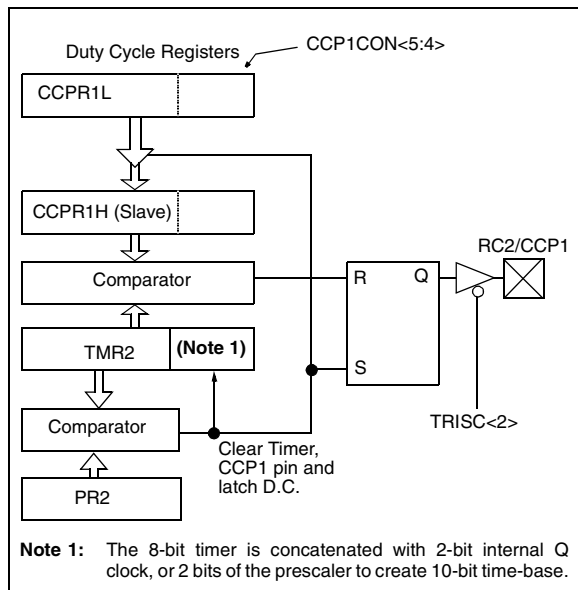 Duty Cycle Registers
CCP1CON<5:4>
CCPR1L
CCPR1H (Slave)
Comparator
RC2/CCP1
R
Q
TMR2
(Note 1)
S
Comparator
TRISC<2>
Clear Timer,
CCP1 pin and
latch D.C.
PR2
Note 1: The 8-bit timer is concatenated with 2-bit internal Q
clock, or 2 bits of the prescaler to create 10-bit time-base.